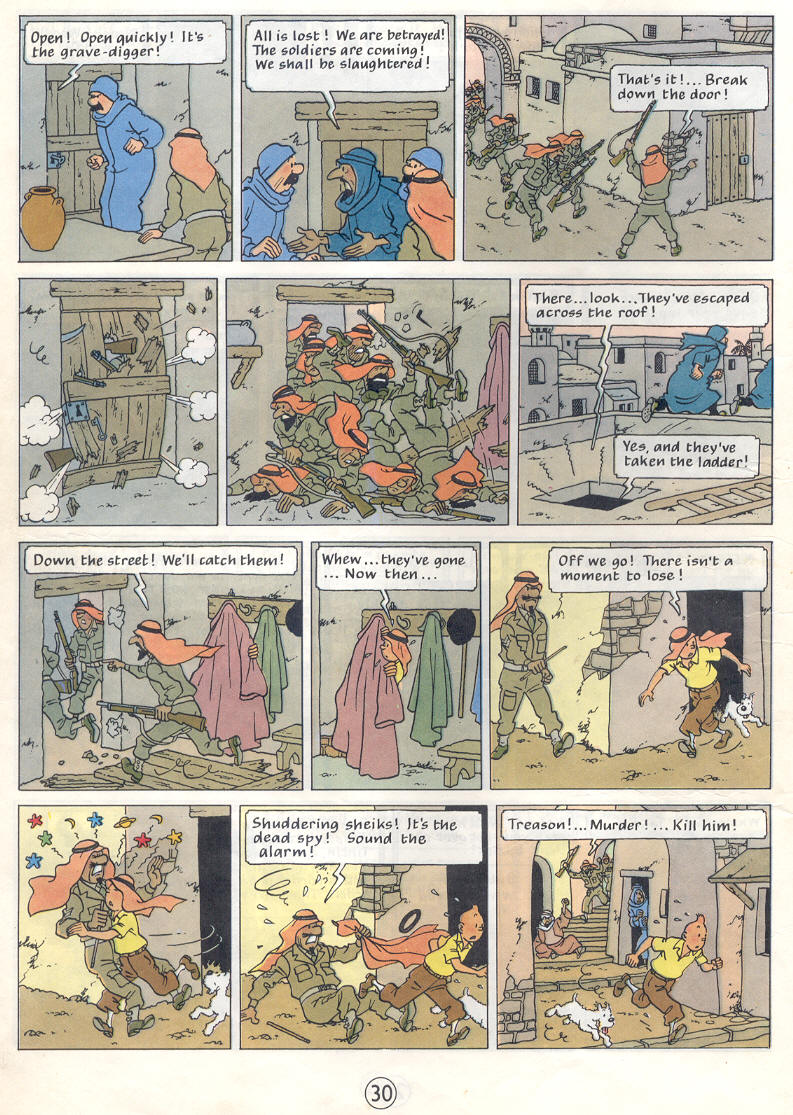 Open! Open quickly! It's
the grave-digger!
All is lost! We are betrayed!
The soldiers are coming!
We shall be slaughtered!
That's it!... Break
down the door!
There...look...They've escaped
across the roof!
Yes, and they've
taken the ladder!
Down the street! We'll catch them!
Whew...they've gone
... Now then...
Off we go! There isn't a
moment to lose!
Shuddering sheiks! It's the
dead spy! Sound the
alarm!
Treason!... Murder!... Kill him!
30